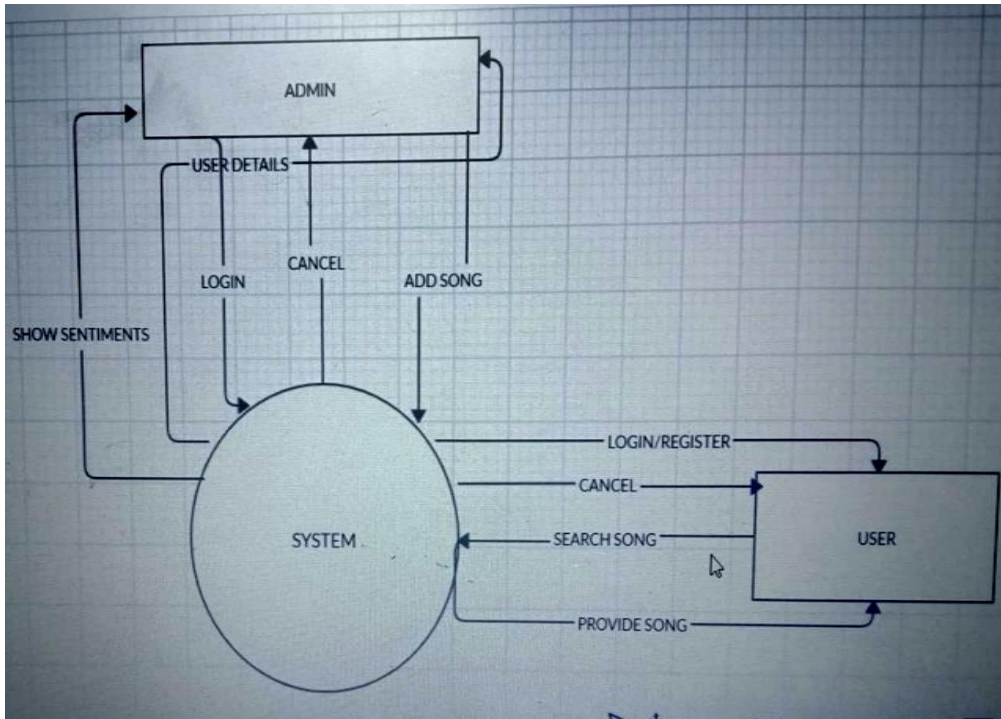 ADMIN
USER DETAILS
CANCEL
LOGIN
ADD SONG
SHOW SENTIMENTS
LOGIN/REGISTER
CANCEL
SEARCH SONG
SYSTEM
USER
PROVIDE SONG